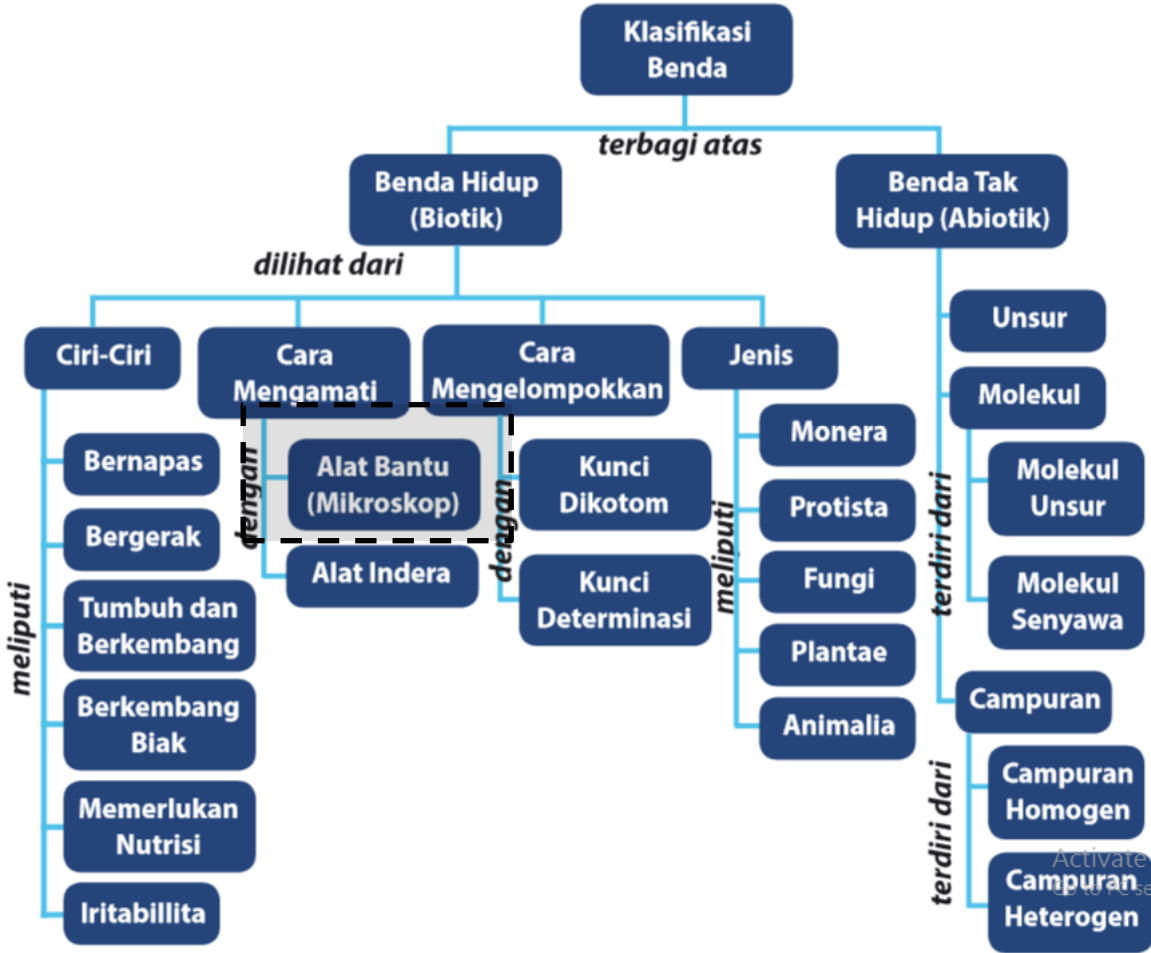 Klasifikasi
Benda
terbagi atas
Benda Hidup
(Biotik)
Benda Tak
Hidup (Abiotik)
dilihat dari
Ciri-Ciri
Cara
Mengamati
Cara
Mengelompokkan
Jenis
meliputi
Bernapas
Bergerak
Tumbuh dan
Berkembang
Berkembang
Biak
Memerlukan
Nutrisi
Iritabillita
dengan
Alat Bantu
(Mikroskop)
Alat Indera
dengan
Kunci
Dikotom
Kunci
Determinasi
meliputi
Monera
Protista
Fungi
Plantae
Animalia
terdiri dari
Unsur
Molekul
Molekul
Unsur
Molekul
Senyawa
Campuran
terdiri dari
Campuran
Homogen
Campuran
Heterogen
Activate